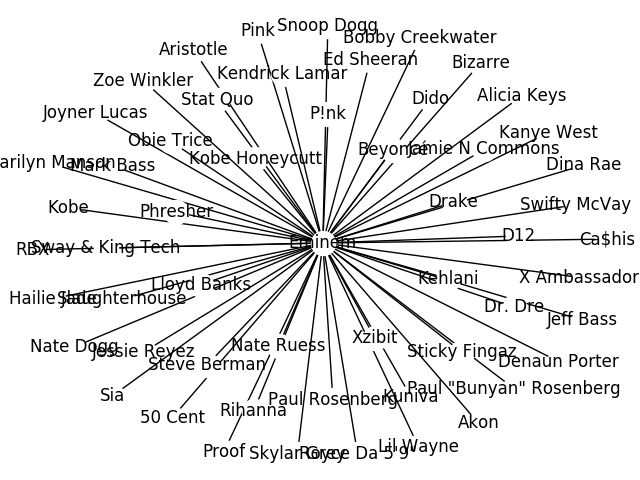 Snoop Dogg
Pink
Bobby Creekwater
Aristotle
Ed Sheeran
Bizarre
Kendrick Lamar
Zoe Winkler
Alicia Keys
Stat Quo
Dido
Joyner Lucas
P!nk
Kanye West
Obie Trice
Beyoncé
Jamie N Commons
Kobe Honeycutt
Marilyn Manson
Mark Bass
Dina Rae
Drake
Swifty McVay
Kobe
Phresher
D12
Ca$his
Eminem
RBX
Sway & King Tech
Kehlani
X Ambassadors
Lloyd Banks
Hailie Jade
Slaughterhouse
Dr. Dre
Jeff Bass
Xzibit
Nate Dogg
Nate Ruess
Jessie Reyez
Sticky Fingaz
Denaun Porter
Steve Berman
Paul "Bunyan" Rosenberg
Sia
Paul Rosenberg
Kuniva
Rihanna
50 Cent
Akon
Lil Wayne
Proof
Skylar Grey
Royce Da 5'9"